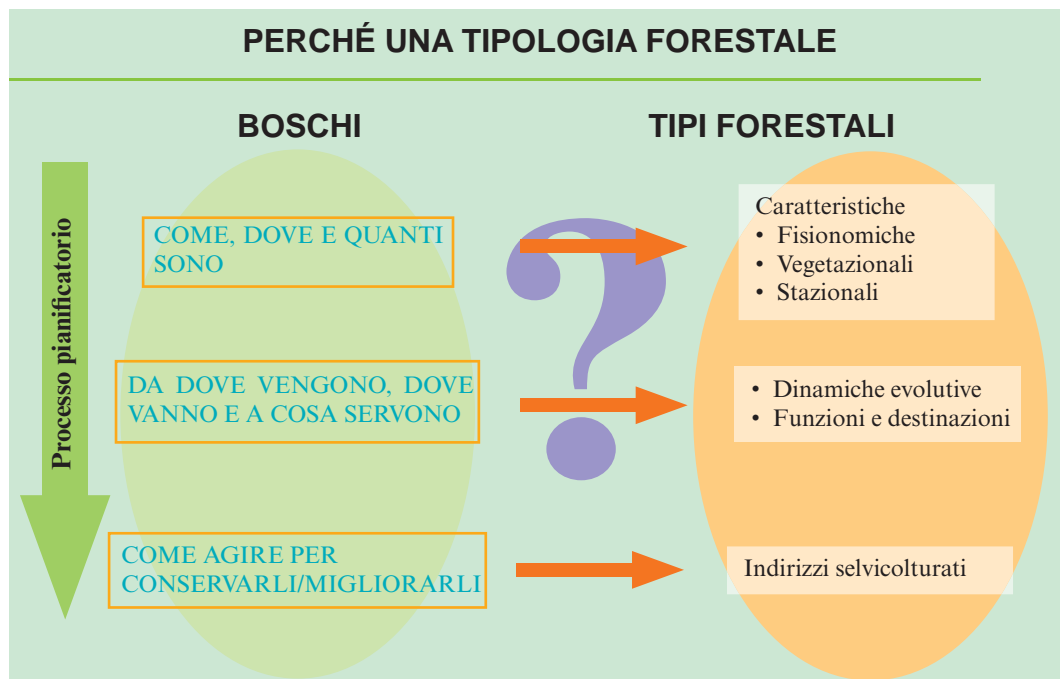 PERCHÉ UNA TIPOLOGIA FORESTALE
BOSCHI
TIPI FORESTALI
Processo pianificatorio
COME, DOVE E QUANTI
SONO
Caratteristiche
• Fisionomiche
• Vegetazionali
• Stazionali
?
DA DOVE VENGONO, DOVE
VANNO E A COSA SERVONO
• Dinamiche evolutive
• Funzioni e destinazioni
COME AGIRE PER
CONSERVARLI/MIGLIORARLI
Indirizzi selvicolturati